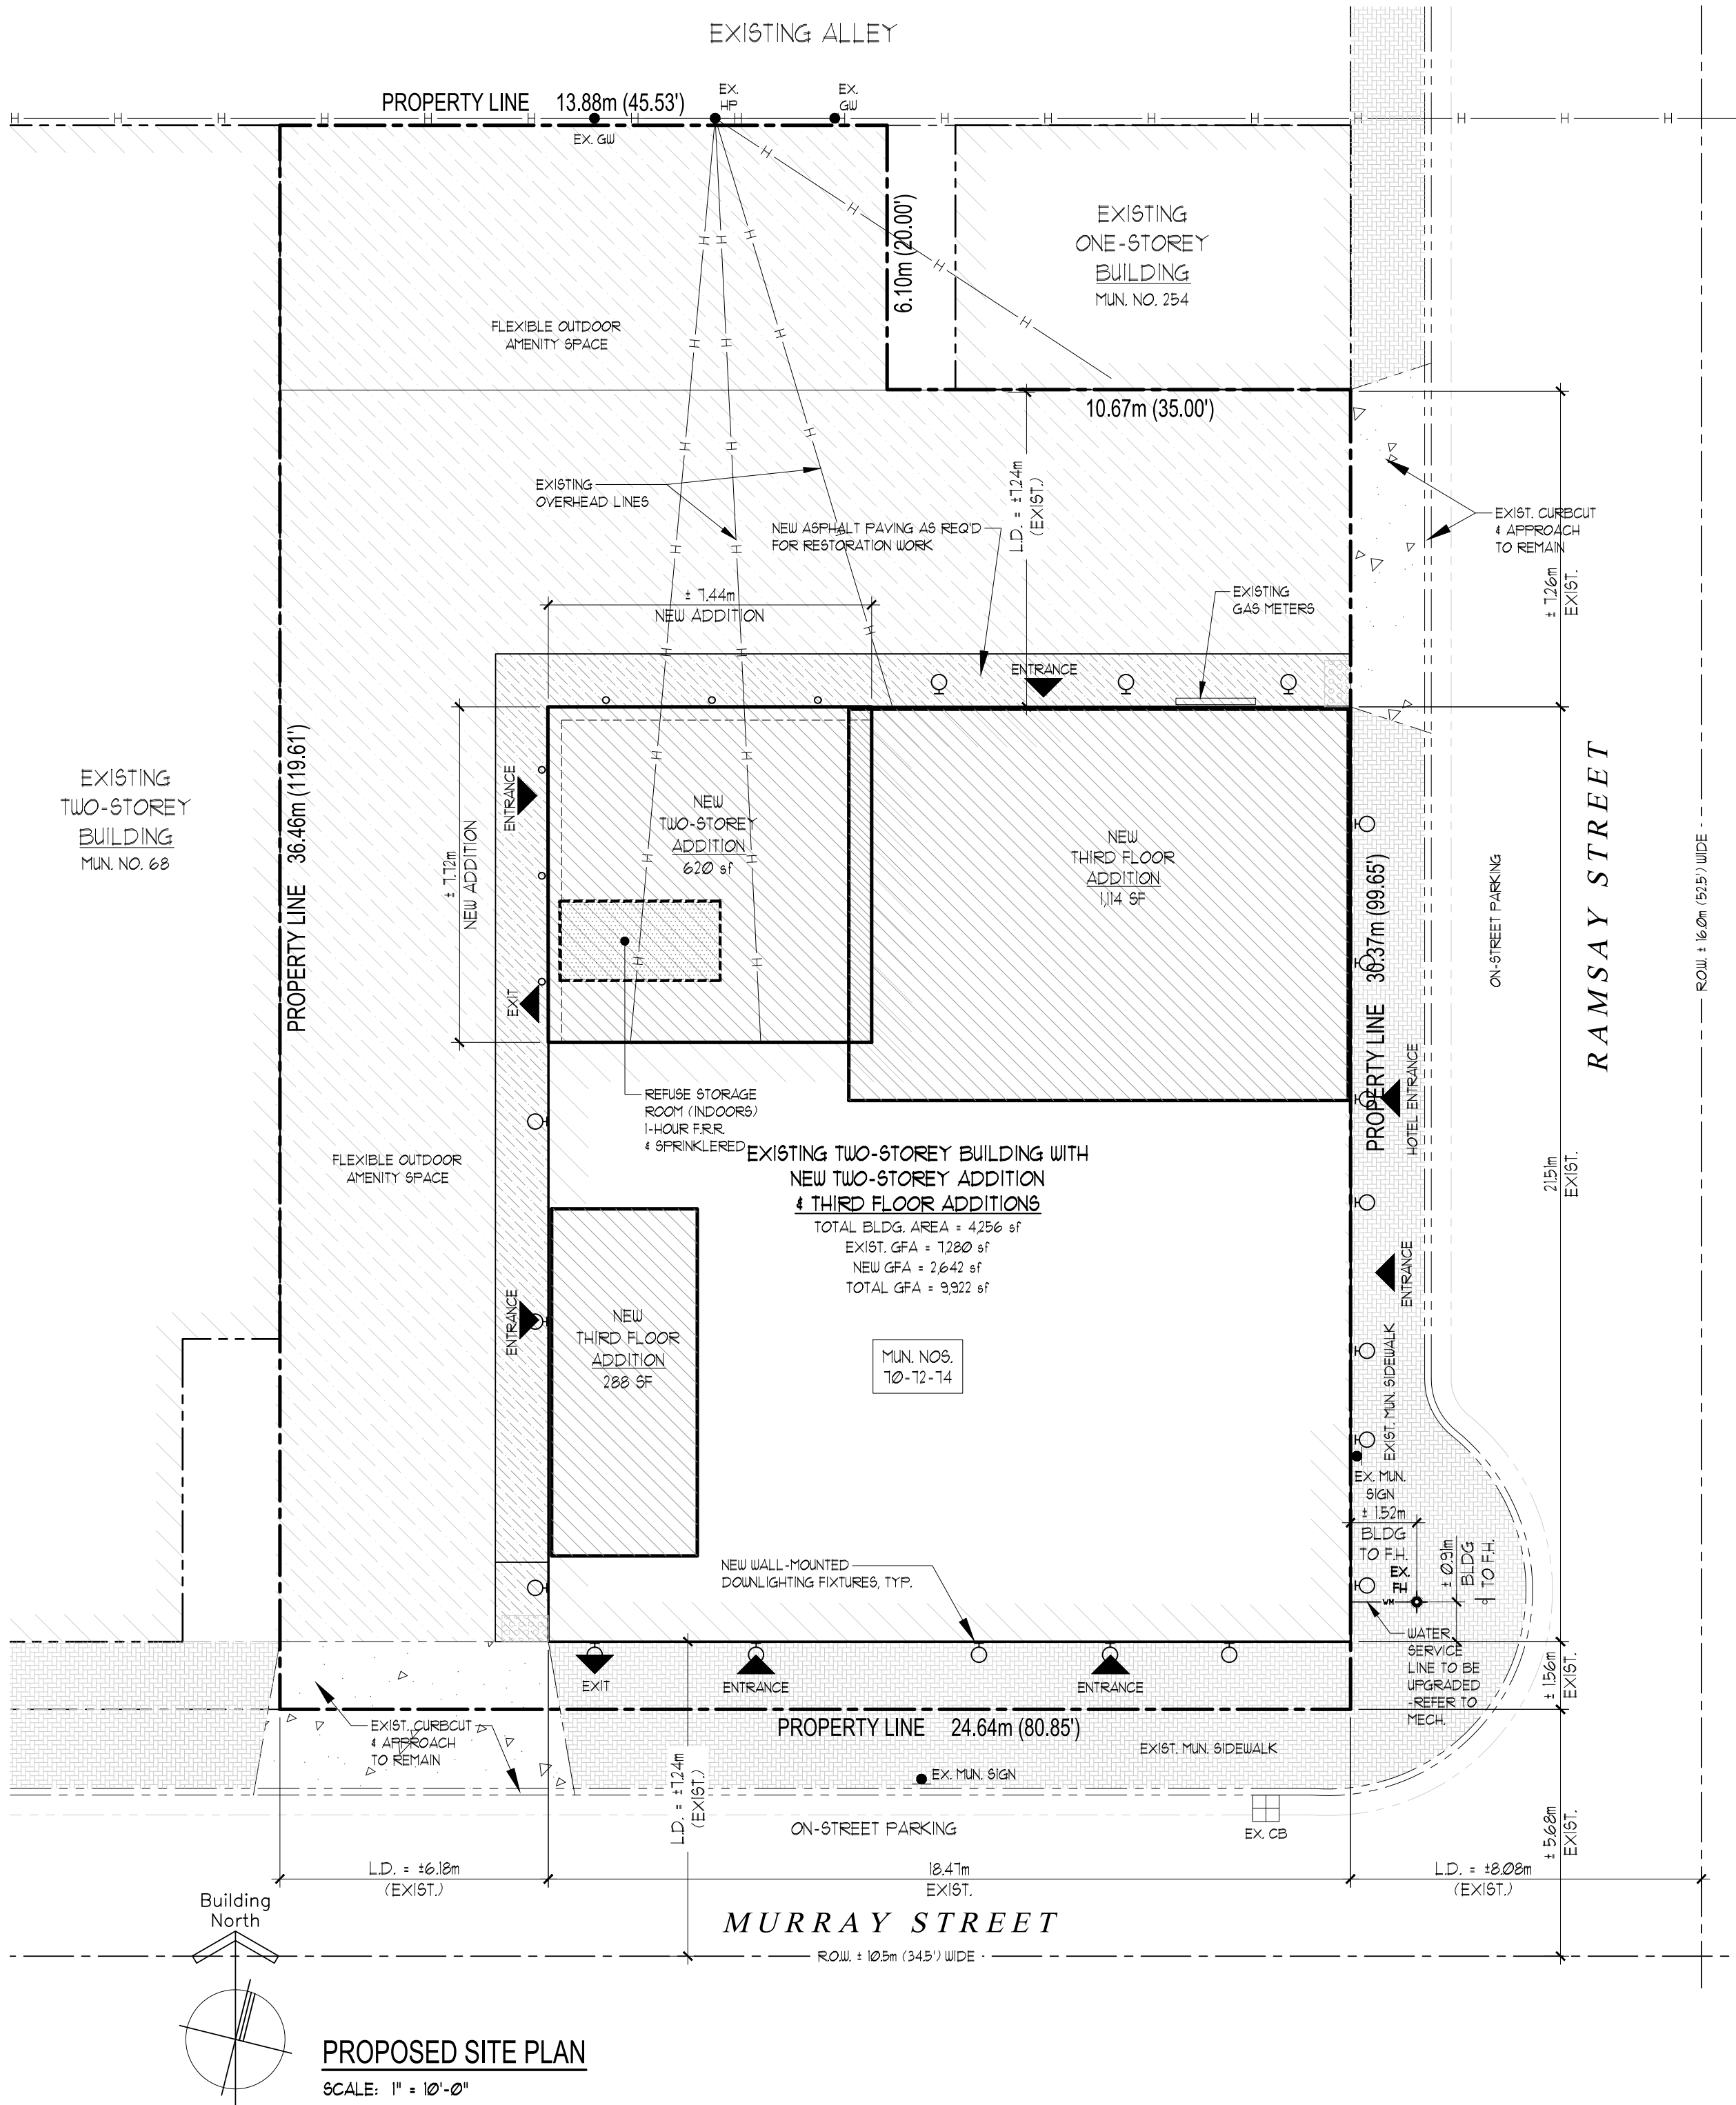 EXISTING ALLEY
PROPERTY LINE 13.88m (45.53')
EX.
HP
EX.
GW
EX. GW
H
6.10m (20.00')
EXISTING
ONE-STOREY
BUILDING
MUN. NO. 254
FLEXIBLE OUTDOOR
AMENITY SPACE
10.67m (35.00')
EXISTING
OVERHEAD LINES
L.D. = ±7.24m
(EXIST.)
NEW ASPHALT PAVING AS REQ'D
FOR RESTORATION WORK
EXIST. CURBCUT
& APPROACH
TO REMAIN
± 7.26m
EXIST.
± 7.44m
NEW ADDITION
EXISTING
GAS METERS
ENTRANCE
EXISTING
TWO-STOREY
BUILDING
MUN. NO. 68
PROPERTY LINE 36.46m (119.61')
± 7.72m
NEW ADDITION
ENTRANCE
EXIT
NEW
TWO-STOREY
ADDITION
620 sf
NEW
THIRD FLOOR
ADDITION
1,114 SF
PROPERTY LINE 30.37m (99.65')
ON-STREET PARKING
RAMSAY STREET
R.O.W. ± 16.0m (52.5') WIDE
HOTEL ENTRANCE
REFUSE STORAGE
ROOM (INDOORS)
1-HOUR F.R.R.
& SPRINKLERED
EXISTING TWO-STOREY BUILDING WITH
NEW TWO-STOREY ADDITION
& THIRD FLOOR ADDITIONS
TOTAL BLDG. AREA = 4,256 sf
EXIST. GFA = 7,280 sf
NEW GFA = 2,642 sf
TOTAL GFA = 9,922 sf
FLEXIBLE OUTDOOR
AMENITY SPACE
21.51m
EXIST.
ENTRANCE
ENTRANCE
NEW
THIRD FLOOR
ADDITION
288 SF
MUN. NOS.
70-72-74
EXIST. MUN. SIDEWALK
EX. MUN.
SIGN
± 1.52m
BLDG
TO F.H.
EX.
FH
WM
± 0.91m
BLDG
TO F.H.
NEW WALL-MOUNTED
DOWNLIGHTING FIXTURES, TYP.
WATER
SERVICE
LINE TO BE
UPGRADED
-REFER TO
MECH.
± 1.56m
EXIST.
EXIT
ENTRANCE
ENTRANCE
EXIST. CURBCUT
& APPROACH
TO REMAIN
PROPERTY LINE 24.64m (80.85')
EXIST. MUN. SIDEWALK
EX. MUN. SIGN
L.D. = ±7.24m
(EXIST.)
ON-STREET PARKING
EX. CB
± 5.68m
EXIST.
L.D. = ±6.18m
(EXIST.)
18.47m
EXIST.
L.D. = ±8.08m
(EXIST.)
Building
North
MURRAY STREET
R.O.W. ± 10.5m (34.5') WIDE
PROPOSED SITE PLAN
SCALE: 1" = 10'-0"